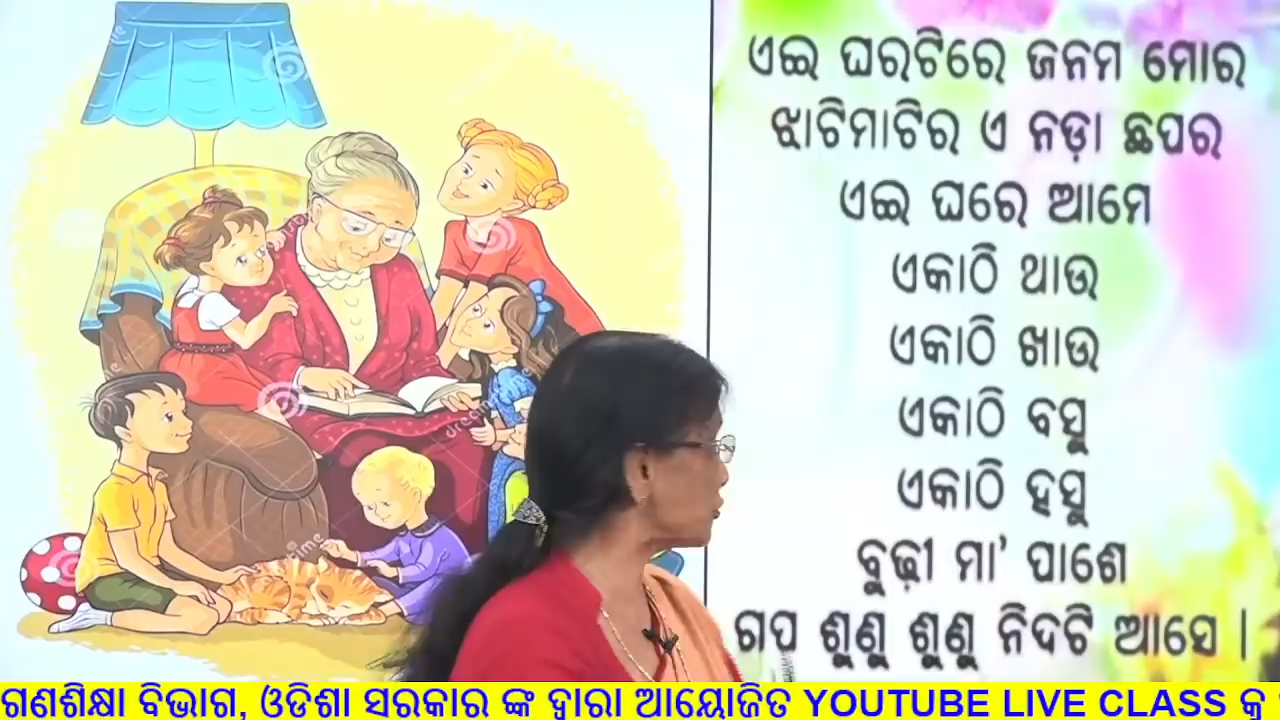 ଏଇ ଘରଟିରେ ଜନମ ମୋର
ଝାଟିମାଟିର ଏ ନଡ଼ା ଛପର
ଏଇ ଘରେ ଆମେ
ଏକାଠି ଥାଉ
ଏକାଠି ଖାଉ
ଏକାଠି ବସୁ
ଏକାଠି ହସୁ
ବୁଢ଼ୀ ମା' ପାଶେ
ଗପ ଶୁଣୁ ଶୁଣୁ ନିଦଟି ଆସେ |
ଗଣଶିକ୍ଷା ବିଭାଗ, ଓଡିଶା ସରକାର ଙ୍କ ଦ୍ଵାରା ଆୟୋଜିତ YOUTUBE LIVE CLASS କୁ